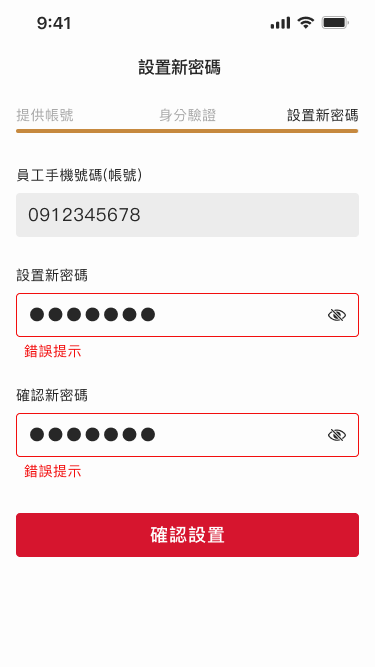 9:41
設置新密碼
提供帳號
身分驗證
設置新密碼
員工手機號碼(帳號)
0912345678
設置新密碼
●●●●●●●
錯誤提示
確認新密碼
●●●●●●●
錯誤提示
確認設置